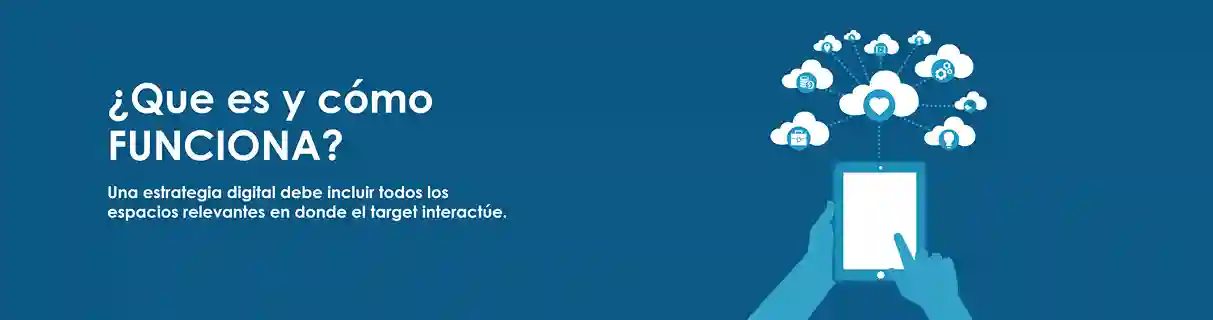 ¿Que es y cómo
FUNCIONA?
Una estrategia digital debe incluir todos los
espacios relevantes en donde el target interactúe.